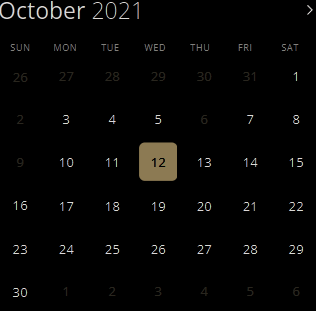 October 2021
SUN MON TUE WED THU FRI SAT
26 27 28 29 30 31 1
2 3 4 5 6 7 8
9 10 11 12 13 14 15
16 17 18 19 20 21 22
23 24 25 26 27 28 29
30 1 2 3 4 5 6